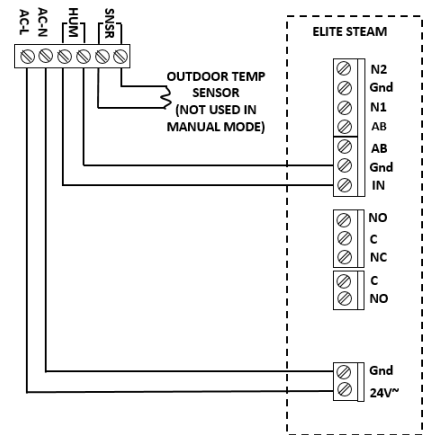 AC-L
AC-N
HUM
SNSR
ELITE STEAM
OUTDOOR TEMP
SENSOR
(NOT USED IN
MANUAL MODE)
N2
Gnd
N1
AB
AB
Gnd
IN
NO
C
NC
C
NO
Gnd
24V~